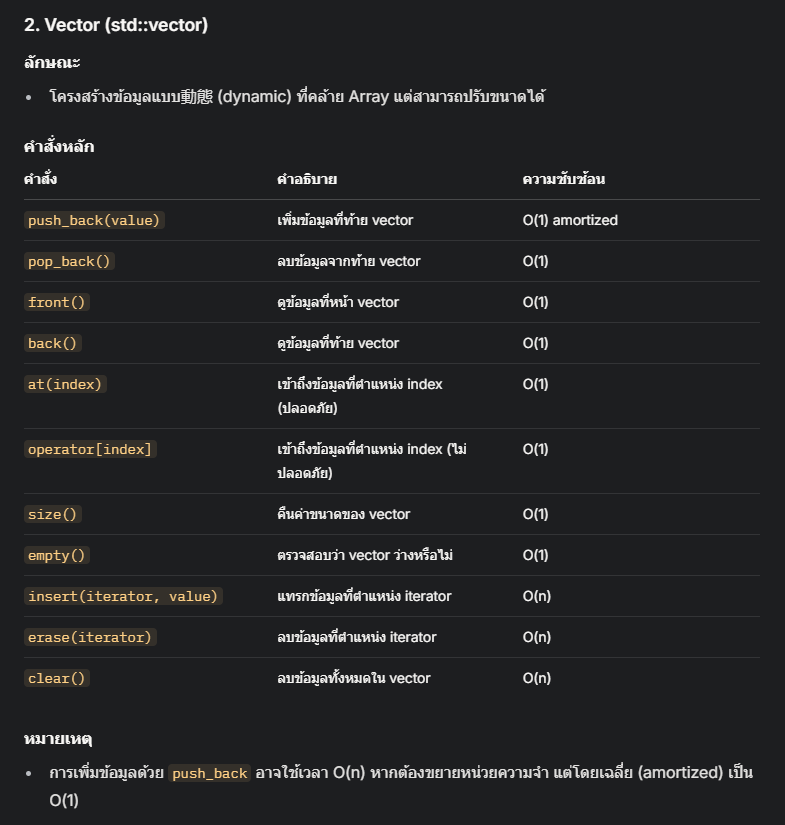 2. Vector (std::vector)
ลักษณะ
• โครงสร้างข้อมูลแบบ動態 (dynamic) ที่คล้าย Array แต่สามารถปรับขนาดได้
คำสั่งหลัก
คำสั่ง คำอธิบาย ความซับซ้อน
push_back(value) เพิ่มข้อมูลที่ท้าย vector O(1) amortized
pop_back() ลบข้อมูลจากท้าย vector O(1)
front() ดูข้อมูลที่หน้า vector O(1)
back() ดูข้อมูลที่ท้าย vector O(1)
at(index) เข้าถึงข้อมูลที่ตำแหน่ง index O(1)
(ปลอดภัย)
operator[index] เข้าถึงข้อมูลที่ตำแหน่ง index (ไม่ O(1)
ปลอดภัย)
size() คืนค่าขนาดของ vector O(1)
empty() ตรวจสอบว่า vector ว่างหรือไม่ O(1)
insert(iterator, value) แทรกข้อมูลที่ตำแหน่ง iterator O(n)
erase(iterator) ลบข้อมูลที่ตำแหน่ง iterator O(n)
clear() ลบข้อมูลทั้งหมดใน vector O(n)
หมายเหตุ
• การเพิ่มข้อมูลด้วย push_back อาจใช้เวลา O(n) หากต้องขยายหน่วยความจำ แต่โดยเฉลี่ย (amortized) เป็น
O(1)